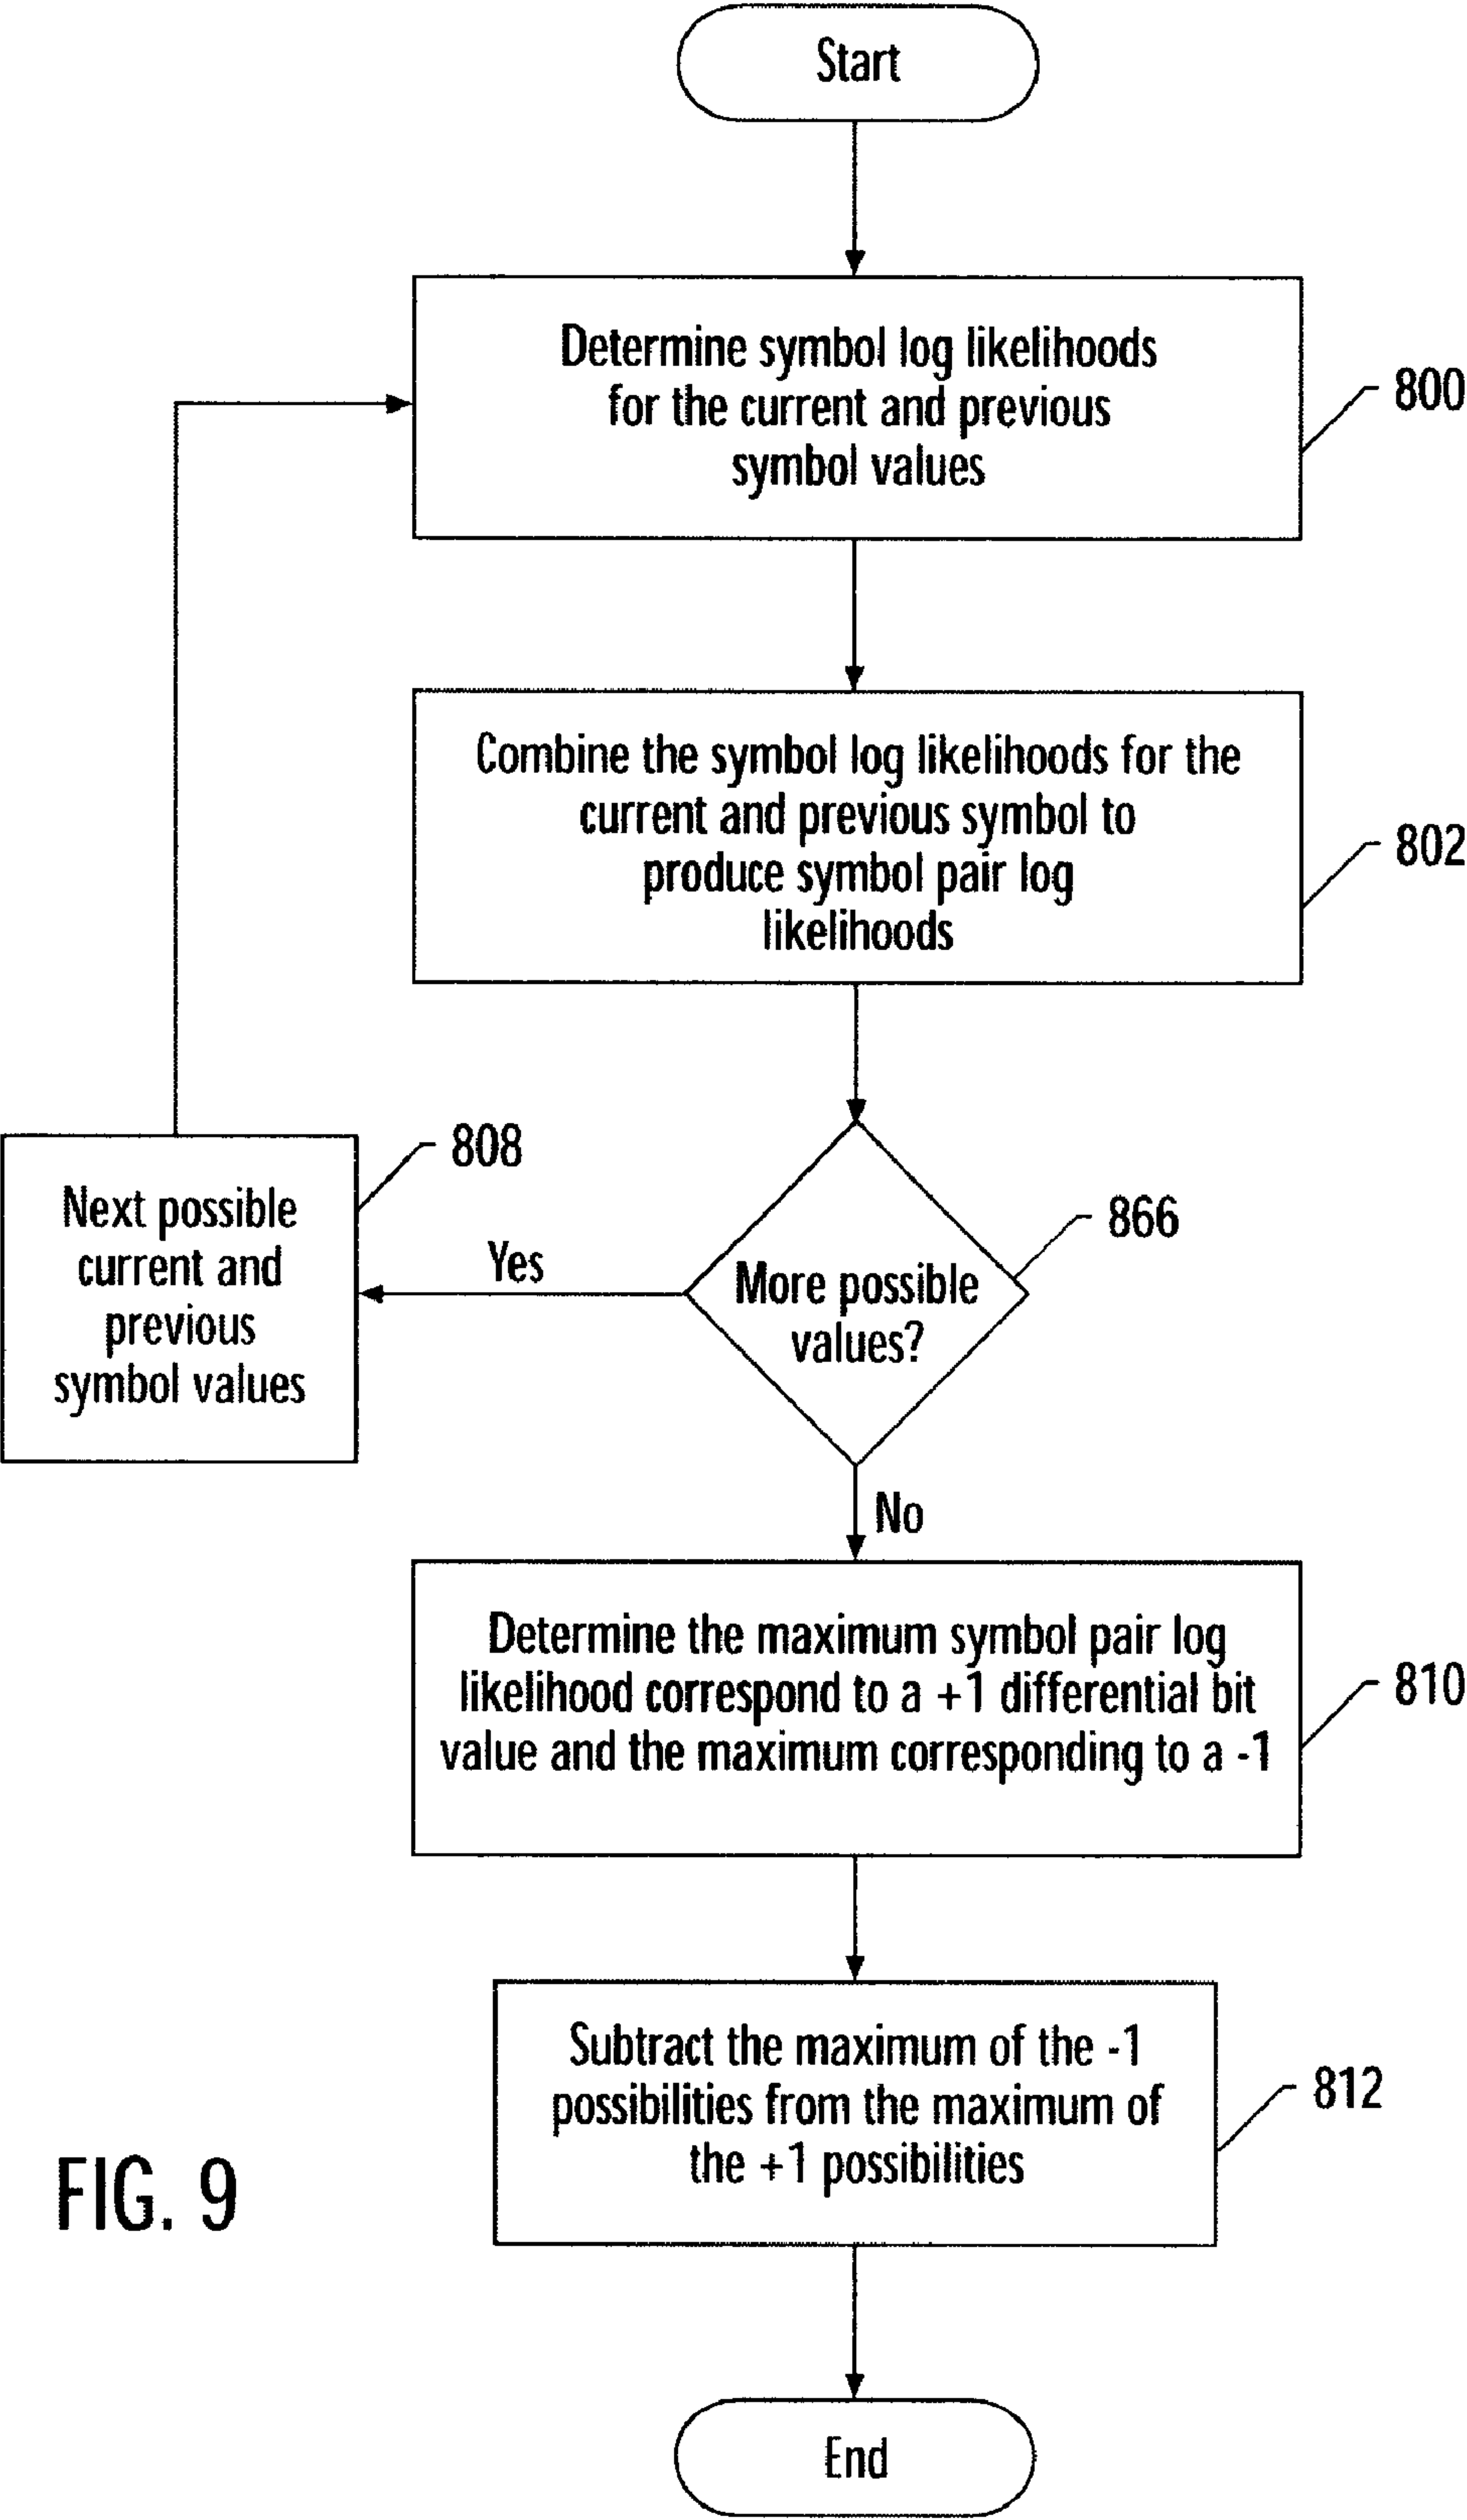 Start
Determine symbol log likelihoods
for the current and previous
symbol values
800
Combine the symbol log likelihoods for the
current and previous symbol to
produce symbol pair log
likelihoods
802
808
Next possible
current and
previous
symbol values
Yes
866
More possible
values?
No
Determine the maximum symbol pair log
likelihood correspond to a +1 differential bit
value and the maximum corresponding to a -1
810
Subtract the maximum of the -1
possibilities from the maximum of
the +1 possibilities
812
FIG. 9
End